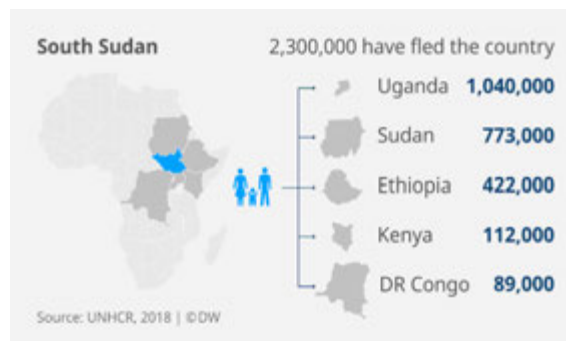 South Sudan
2,300,000 have fled the country
Uganda 1,040,000
Sudan 773,000
Ethiopia 422,000
Kenya 112,000
DR Congo 89,000
Source: UNHCR, 2018 | ©DW